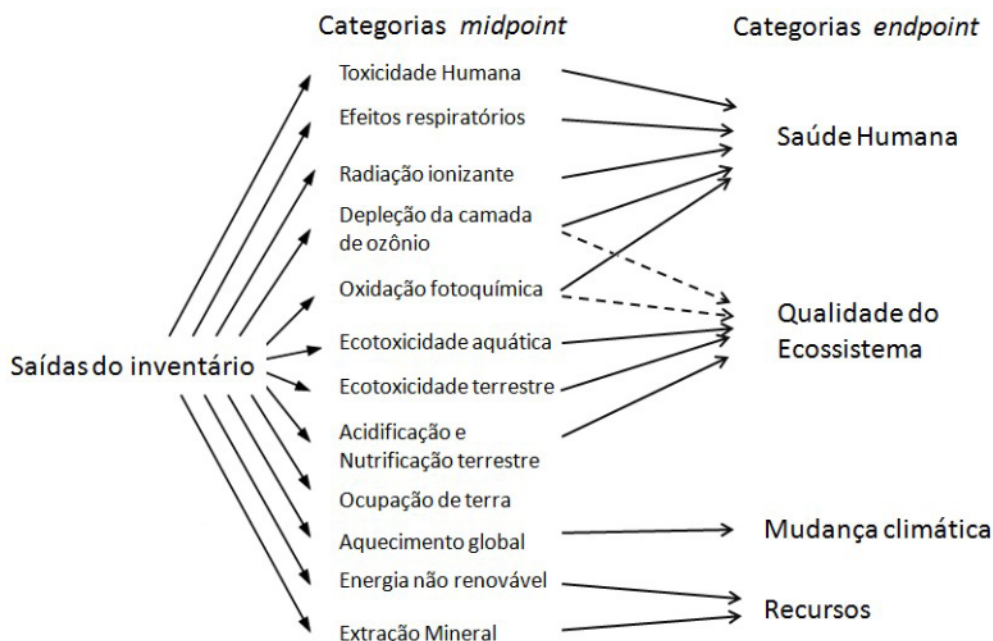 Categorias midpoint
Categorias endpoint
Toxicidade Humana
Efeitos respiratórios
Radiação ionizante
Depleção da camada
de ozônio
Oxidação fotoquímica
Ecotoxicidade aquática
Ecotoxicidade terrestre
Acidificação e
Nutrificação terrestre
Ocupação de terra
Aquecimento global
Energia não renovável
Extração Mineral
Saídas do inventário
Saúde Humana
Qualidade do
Ecossistema
Mudança climática
Recursos